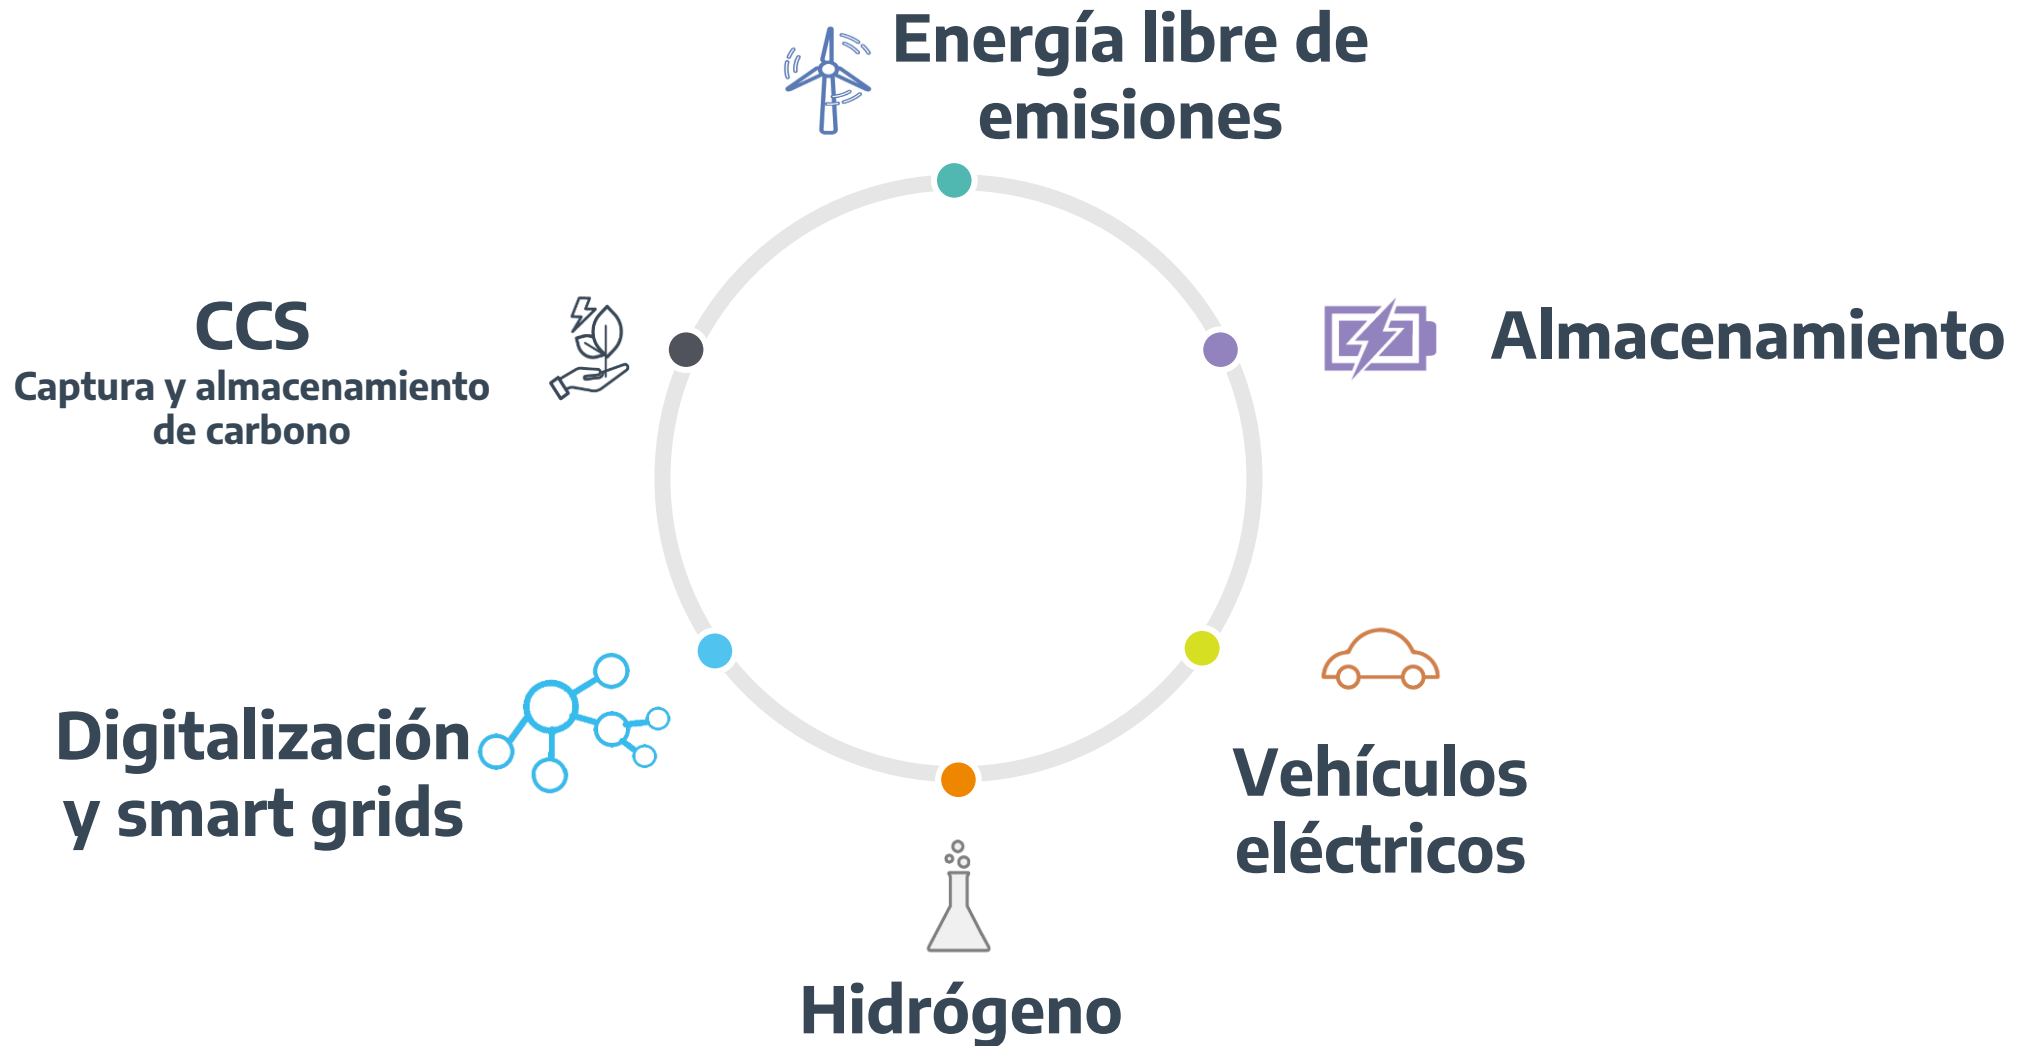 Energía libre de
emisiones
CCS
Captura y almacenamiento
de carbono
Almacenamiento
Digitalización
y smart grids
Vehículos
eléctricos
Hidrógeno